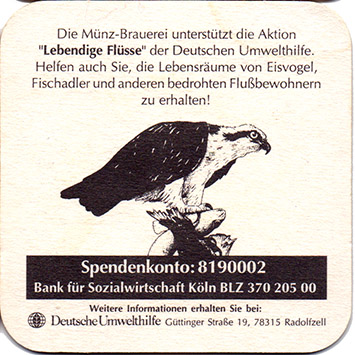 Die Münz-Brauerei unterstützt die Aktion
"Lebendige Flüsse" der Deutschen Umwelthilfe.
Helfen auch Sie, die Lebensräume von Eisvogel,
Fischadler und anderen bedrohten Flußbewohnern
zu erhalten!
Spendenkonto: 8190002
Bank für Sozialwirtschaft Köln BLZ 370 205 00
Weitere Informationen erhalten Sie bei:
Deutsche Umwelthilfe Güttinger Straße 19, 78315 Radolfzell